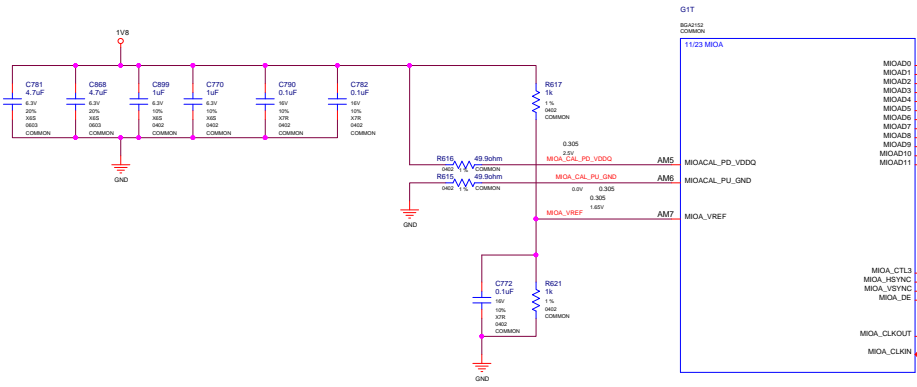 G1T
BGA2152
COMMON
11/23 MIOA
1V8
C781
4.7uF
6.3V
20%
X6S
0603
COMMON
C868
4.7uF
6.3V
20%
X6S
0603
COMMON
C899
1uF
6.3V
10%
X6S
0402
COMMON
C770
1uF
6.3V
10%
X6S
0402
COMMON
C790
0.1uF
16V
10%
X7R
0402
COMMON
C782
0.1uF
16V
10%
X7R
0402
COMMON
GND
R617
1k
1 %
0402
COMMON
R616 49.9ohm
0402 1 % COMMON
R615 49.9ohm
0402 1 % COMMON
GND
0.305
2.5V
MIOA_CAL_PD_VDDQ
MIOA_CAL_PU_GND
0.0V 0.305
0.305
1.65V
MIOA_VREF
AM5
AM6
AM7
MIOACAL_PD_VDDQ
MIOACAL_PU_GND
MIOA_VREF
C772
0.1uF
16V
10%
X7R
0402
COMMON
R621
1k
1 %
0402
COMMON
GND
MIOAD0
MIOAD1
MIOAD2
MIOAD3
MIOAD4
MIOAD5
MIOAD6
MIOAD7
MIOAD8
MIOAD9
MIOAD10
MIOAD11
MIOA_CTL3
MIOA_HSYNC
MIOA_VSYNC
MIOA_DE
MIOA_CLKOUT
MIOA_CLKIN